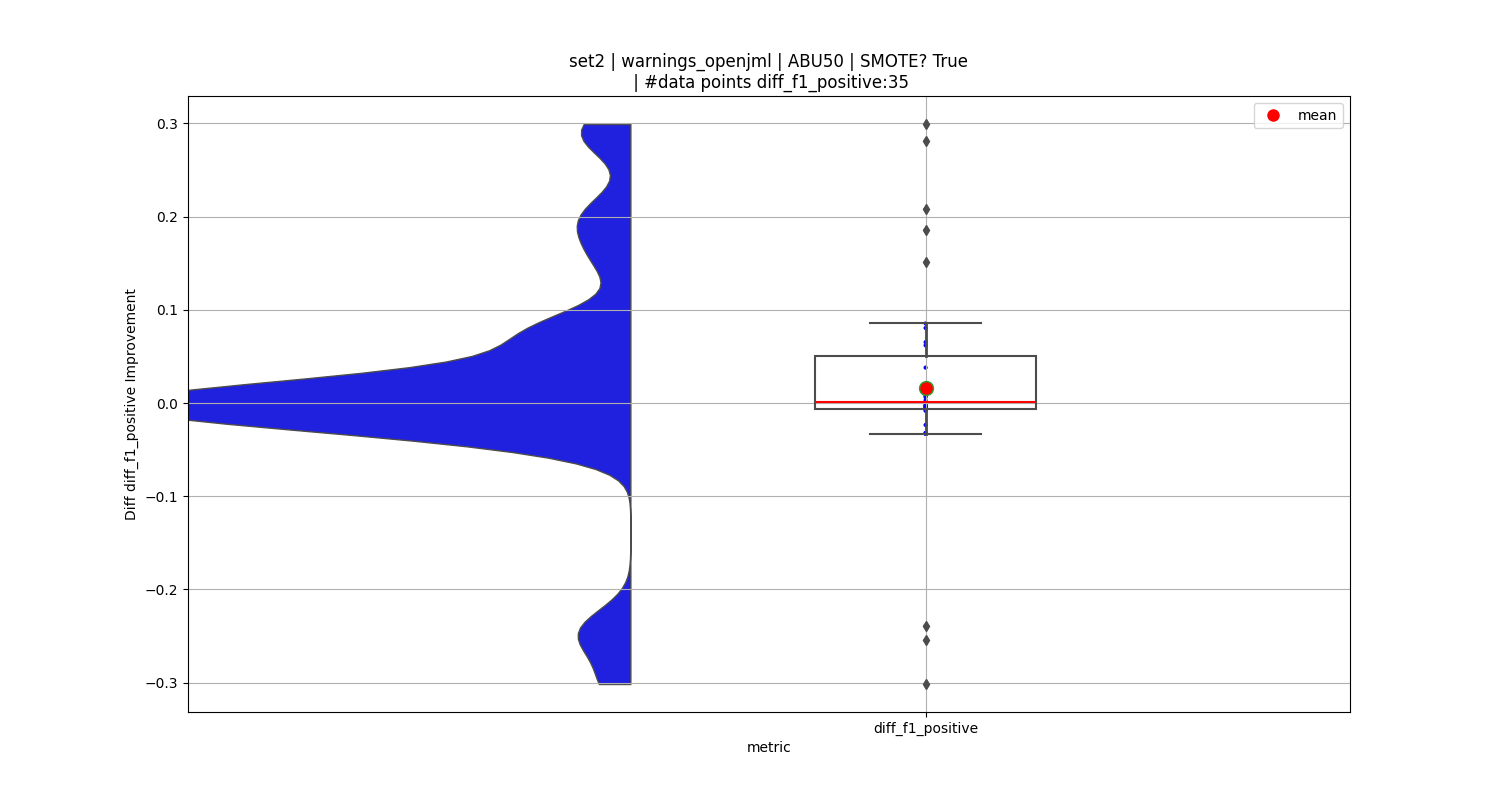 set2 | warnings_openjml | ABU50 | SMOTE? True
| #data points diff_f1_positive:35
mean
0.3
0.2
0.1
0.0
−0.1
−0.2
−0.3
Diff diff_f1_positive Improvement
diff_f1_positive
metric